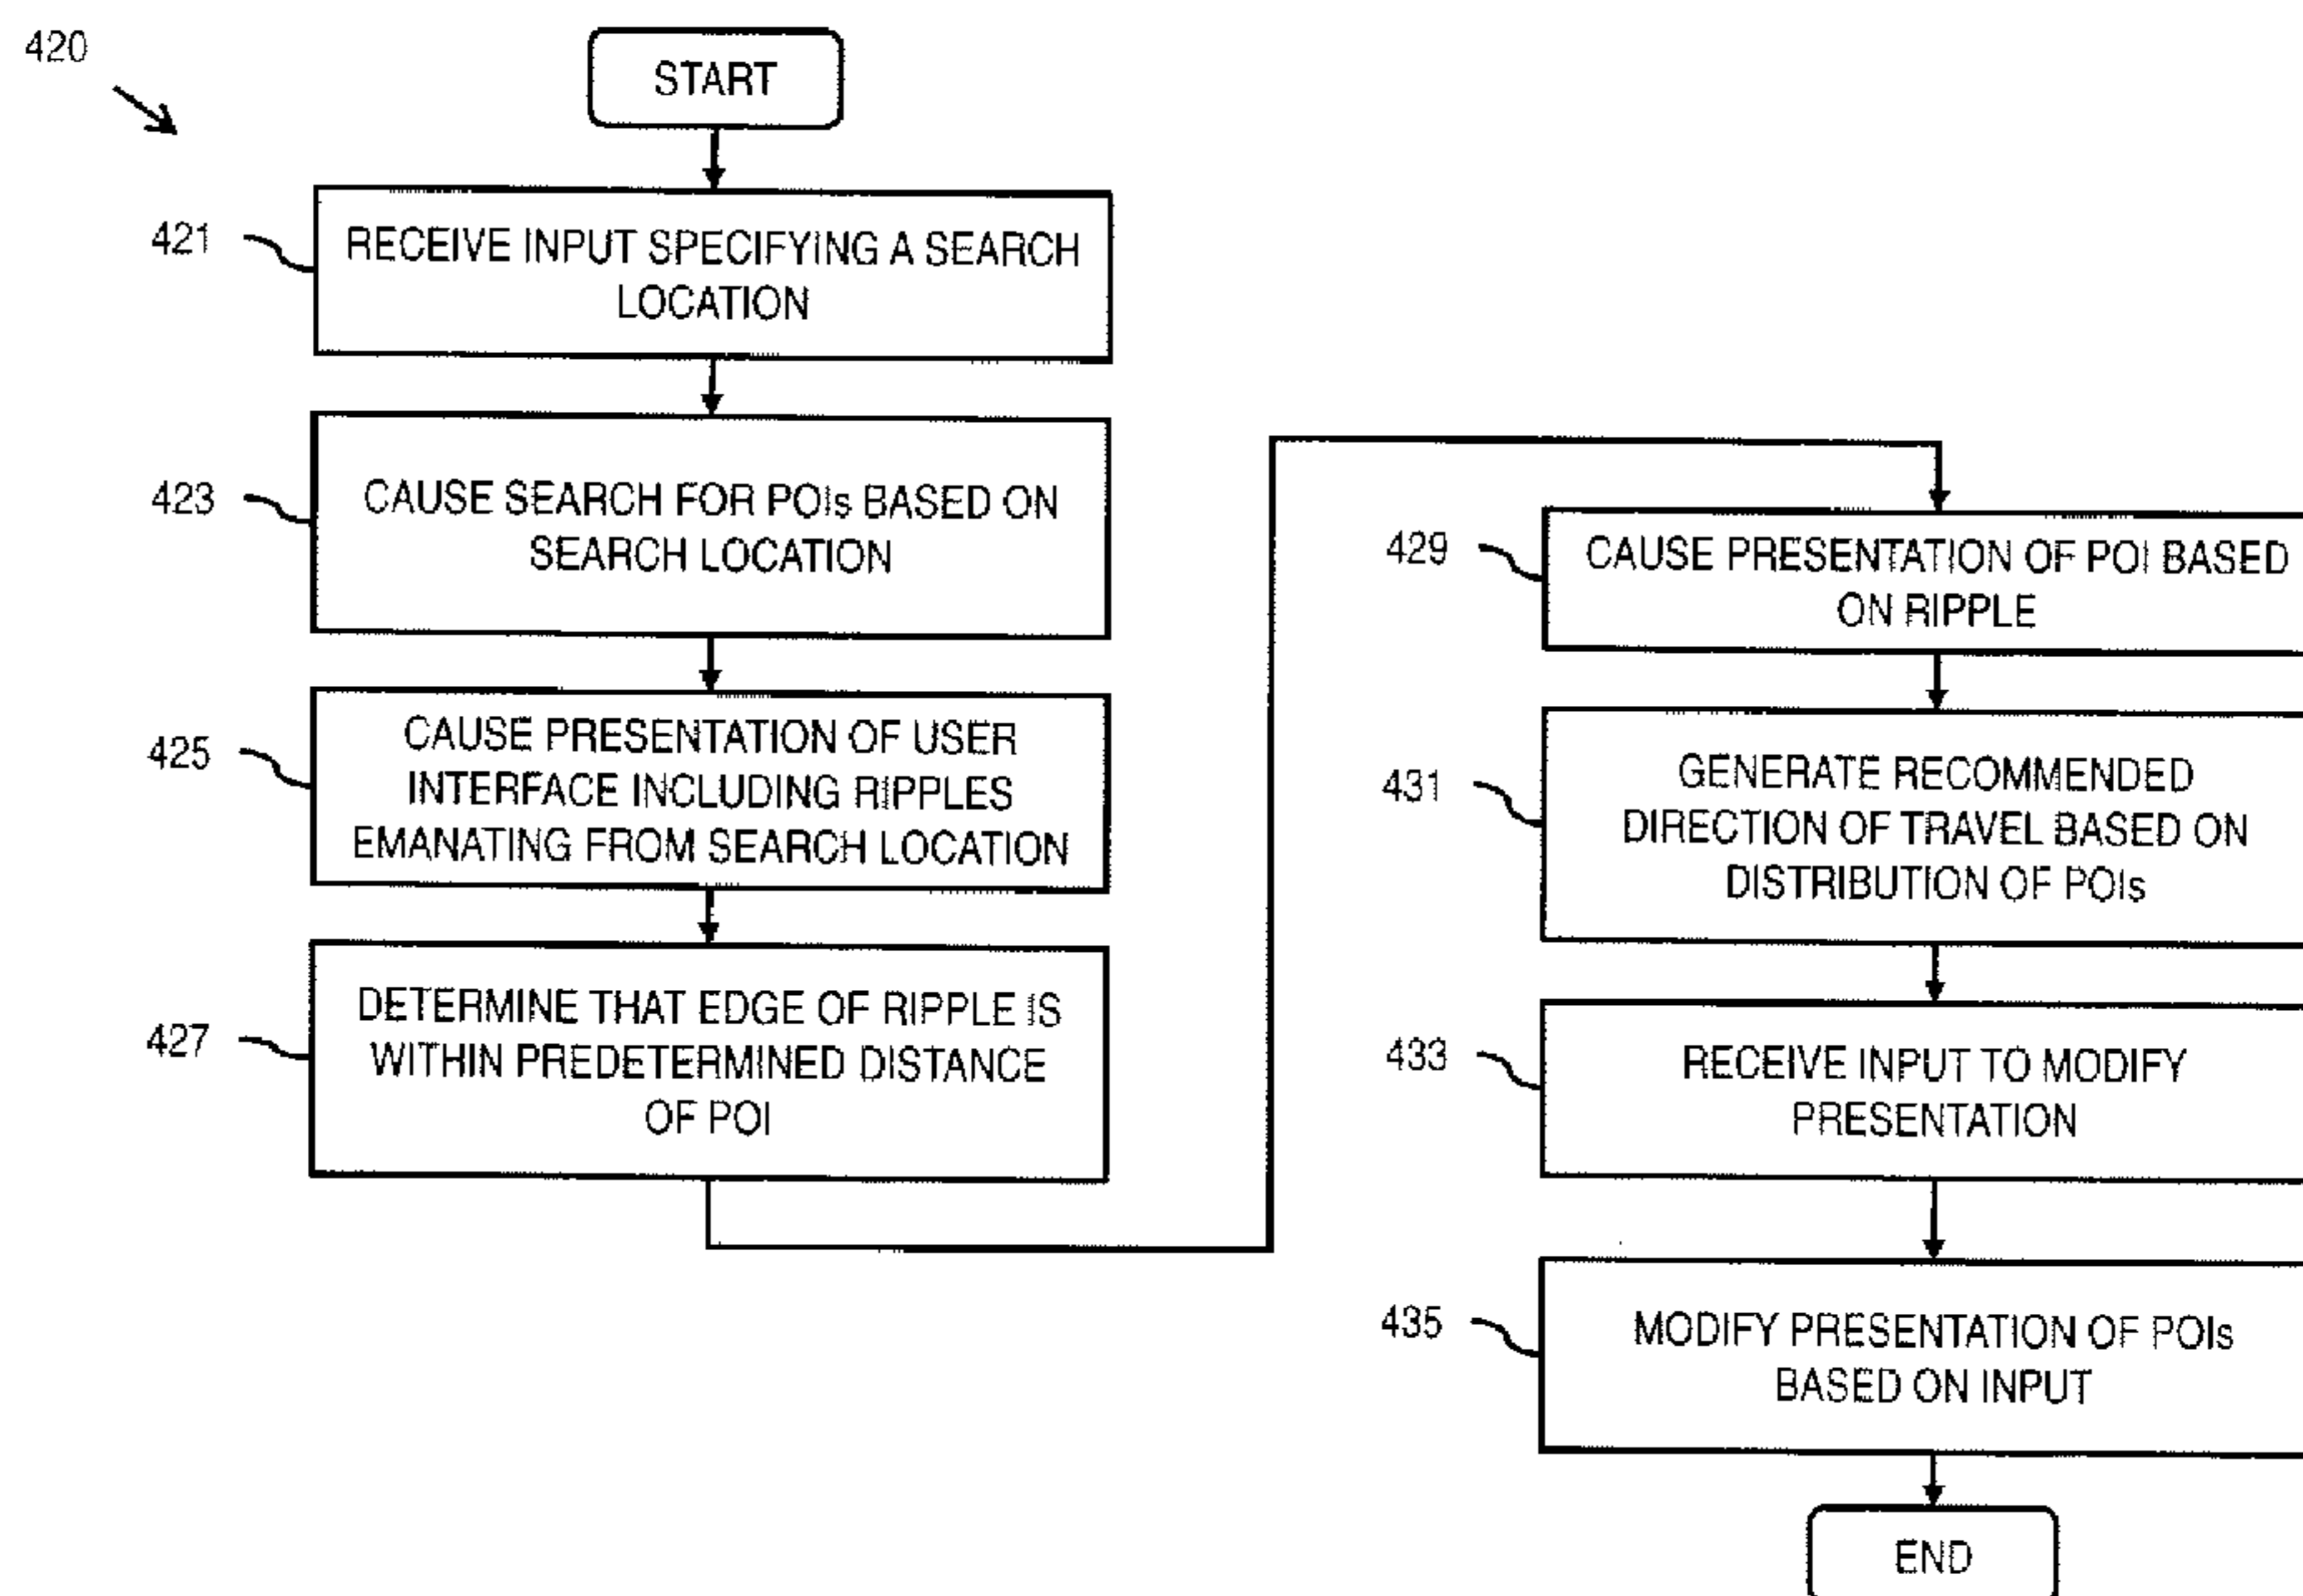 420
START
421
RECEIVE INPUT SPECIFYING A SEARCH
LOCATION
423
CAUSE SEARCH FOR POIs BASED ON
SEARCH LOCATION
425
CAUSE PRESENTATION OF USER
INTERFACE INCLUDING RIPPLES
EMANATING FROM SEARCH LOCATION
427
DETERMINE THAT EDGE OF RIPPLE IS
WITHIN PREDETERMINED DISTANCE
OF POI
429
CAUSE PRESENTATION OF POI BASED
ON RIPPLE
431
GENERATE RECOMMENDED
DIRECTION OF TRAVEL BASED ON
DISTRIBUTION OF POIs
433
RECEIVE INPUT TO MODIFY
PRESENTATION
435
MODIFY PRESENTATION OF POIs
BASED ON INPUT
END